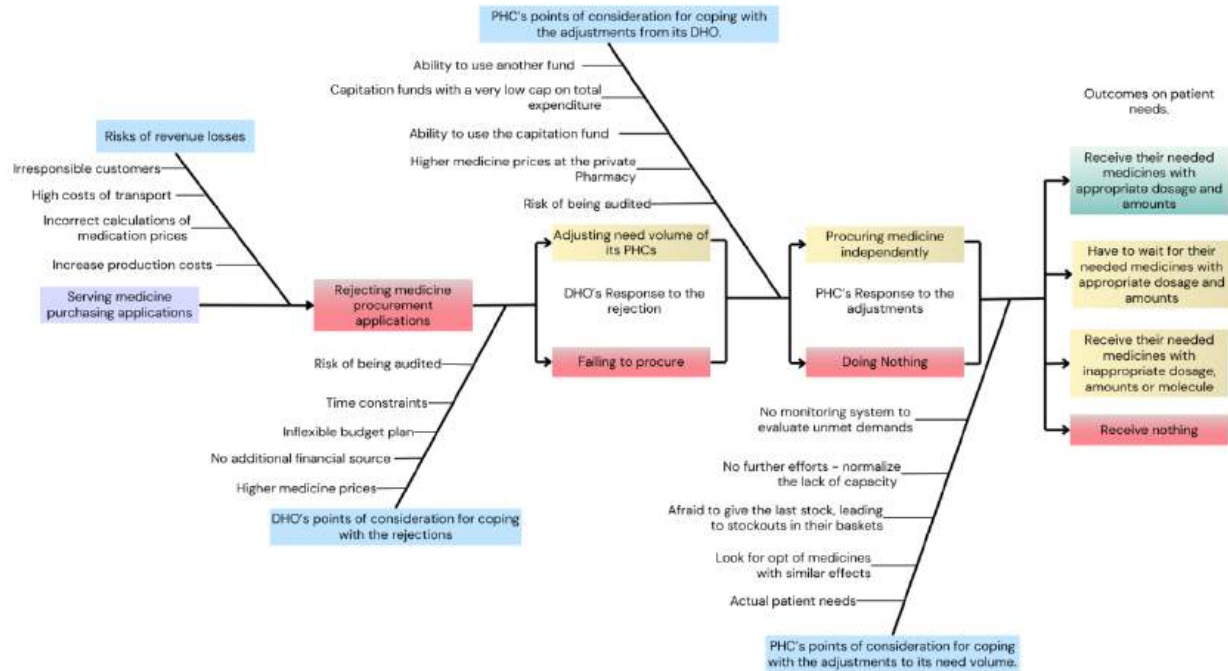 PHC's points of consideration for coping with
the adjustments from its DHO.
Ability to use another fund
Capitation funds with a very low cap on total
expenditure
Ability to use the capitation fund
Higher medicine prices at the private
Pharmacy
Risk of being audited
Risks of revenue losses
Irresponsible customers
High costs of transport
Incorrect calculations of
medication prices
Increase production costs
Serving medicine
purchasing applications
Rejecting medicine
procurement
applications
Adjusting need volume of
its PHCs
DHO's Response to the
rejection
Failing to procure
Procuring medicine
independently
PHC's Response to the
adjustments
Doing Nothing
Risk of being audited
Time constraints
Inflexible budget plan
No additional financial source
Higher medicine prices
DHO's points of consideration for coping
with the rejections
No monitoring system to
evaluate unmet demands
No further efforts - normalize
the lack of capacity
Afraid to give the last stock, leading
to stockouts in their baskets
Look for opt of medicines
with similar effects
Actual patient needs
PHC's points of consideration for coping
with the adjustments to its need volume.
Outcomes on patient
needs.
Receive their needed
medicines with
appropriate dosage and
amounts
Have to wait for their
needed medicines with
appropriate dosage and
amounts
Receive their needed
medicines with
inappropriate dosage,
amounts or molecule
Receive nothing